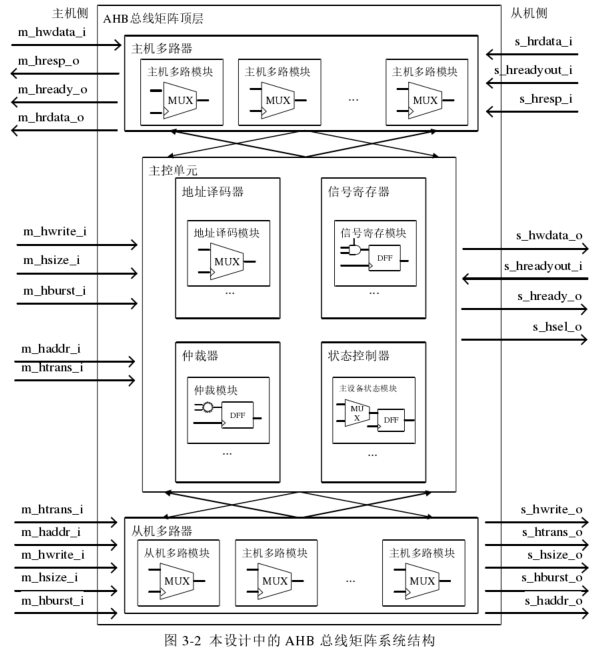 主机侧
AHB总线矩阵顶层
从机侧
m_hwdata_i
m_hresp_o
m_hready_o
m_hrdata_o
主机多路器
主机多路模块
MUX
主机多路模块
MUX
...
主机多路模块
MUX
s_hrdata_i
s_hreadyout_i
s_hresp_i
主控单元
地址译码器
地址译码模块
MUX
...
信号寄存器
信号寄存模块
DFF
...
m_hwrite_i
m_hsize_i
m_hburst_i
m_haddr_i
m_htrans_i
s_hwdata_o
s_hreadyout_i
s_hready_o
s_hsel_o
仲裁器
仲裁模块
DFF
...
状态控制器
主设备状态模块
MU
X
DFF
...
m_htrans_i
m_haddr_i
m_hwrite_i
m_hsize_i
m_hburst_i
从机多路器
从机多路模块
MUX
主机多路模块
MUX
...
主机多路模块
MUX
s_hwrite_o
s_htrans_o
s_hsize_o
s_hburst_o
s_haddr_o
图 3-2 本设计中的 AHB 总线矩阵系统结构